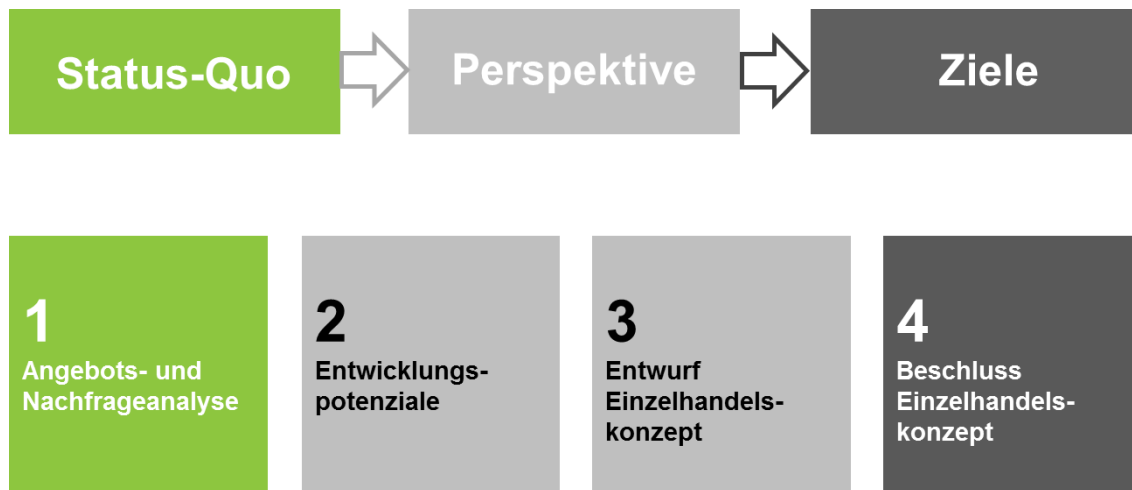 Status-Quo
Perspektive
Ziele
1
Angebots- und
Nachfrageanalyse
2
Entwicklungs-
potenziale
3
Entwurf
Einzelhandels-
konzept
4
Beschluss
Einzelhandels-
konzept